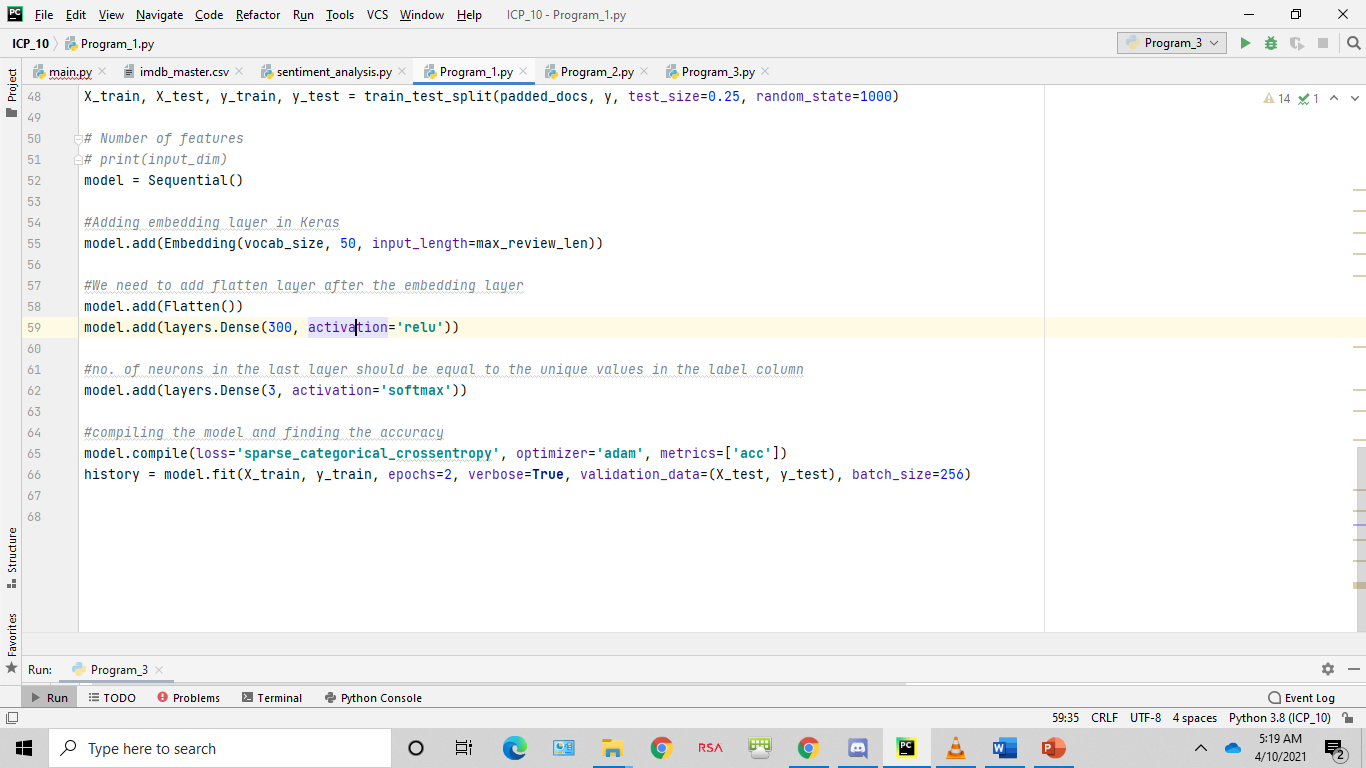 File Edit View Navigate Code Refactor Run Tools VCS Window Help ICP_10 - Program_1.py
ICP_10 Program_1.py Program_3
main.py imdb_master.csv sentiment_analysis.py Program_1.py Program_2.py Program_3.py
Project
48 X_train, X_test, y_train, y_test = train_test_split(padded_docs, y, test_size=0.25, random_state=1000)
14 1
49
50 # Number of features
51 # print(input_dim)
52 model = Sequential()
53
54 #Adding embedding layer in Keras
55 model.add(Embedding(vocab_size, 50, input_length=max_review_len))
56
57 #We need to add flatten layer after the embedding layer
58 model.add(Flatten())
59 model.add(layers.Dense(300, activation='relu'))
60
61 #no. of neurons in the last layer should be equal to the unique values in the label column
62 model.add(layers.Dense(3, activation='softmax'))
63
64 #compiling the model and finding the accuracy
65 model.compile(loss='sparse_categorical_crossentropy', optimizer='adam', metrics=['acc'])
66 history = model.fit(X_train, y_train, epochs=2, verbose=True, validation_data=(X_test, y_test), batch_size=256)
67
68
Structure
Favorites
Run: Program_3
Run TODO Problems Terminal Python Console Event Log
59:35 CRLF UTF-8 4 spaces Python 3.8 (ICP_10)
Type here to search
RSA
PC
W
P
5:19 AM
4/10/2021
2